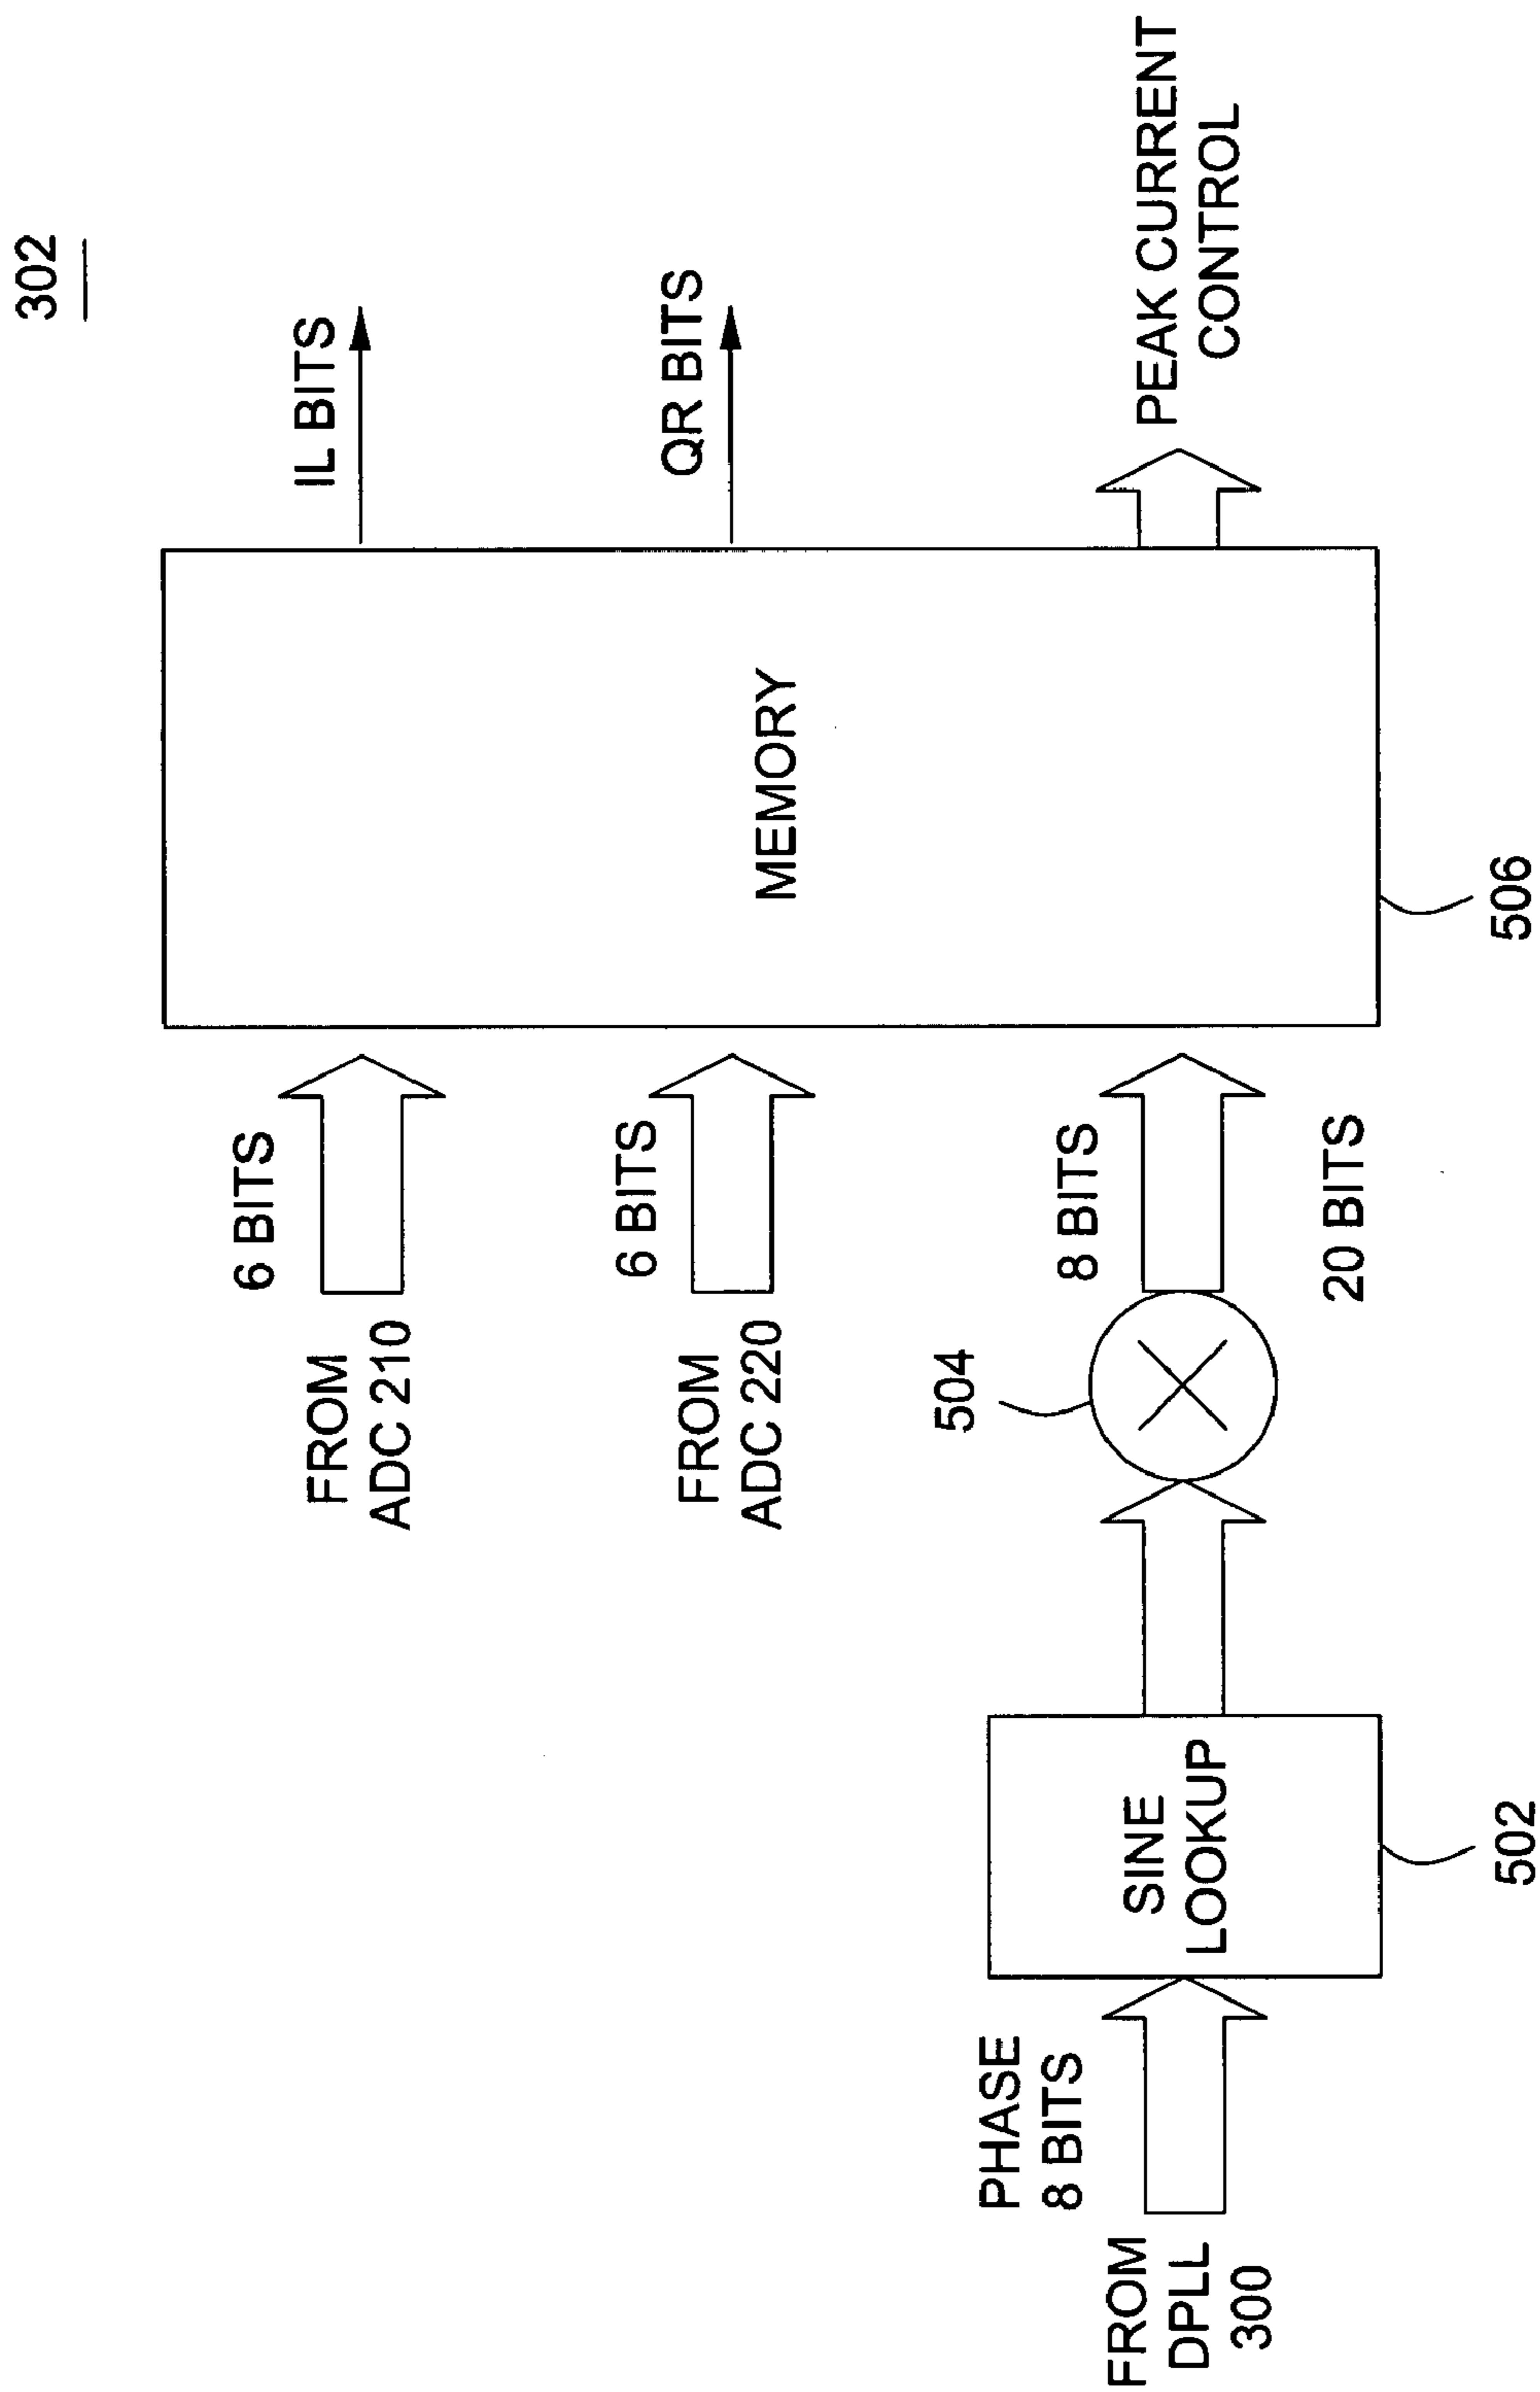 302
FROM
ADC 210
6 BITS
IL BITS
FROM
ADC 220
6 BITS
QR BITS
MEMORY
504
8 BITS
PHASE
8 BITS
FROM
DPLL
300
SINE
LOOKUP
20 BITS
PEAK CURRENT
CONTROL
502
506